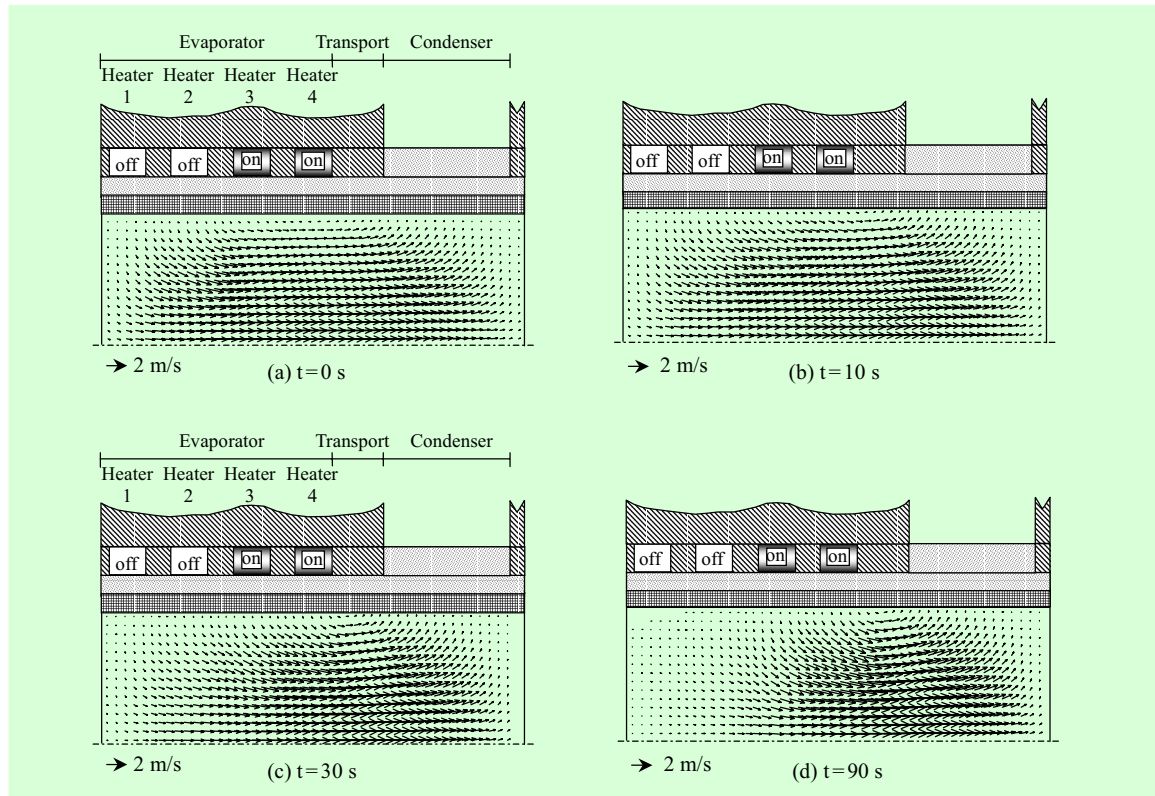 Evaporator Transport Condenser
Heater Heater Heater Heater
1 2 3 4
off off on on
off off on on
→ 2 m/s
(a) t=0 s
→ 2 m/s
(b) t=10 s
Evaporator Transport Condenser
Heater Heater Heater Heater
1 2 3 4
off off on on
off off on on
→ 2 m/s
(c) t=30 s
→ 2 m/s
(d) t=90 s